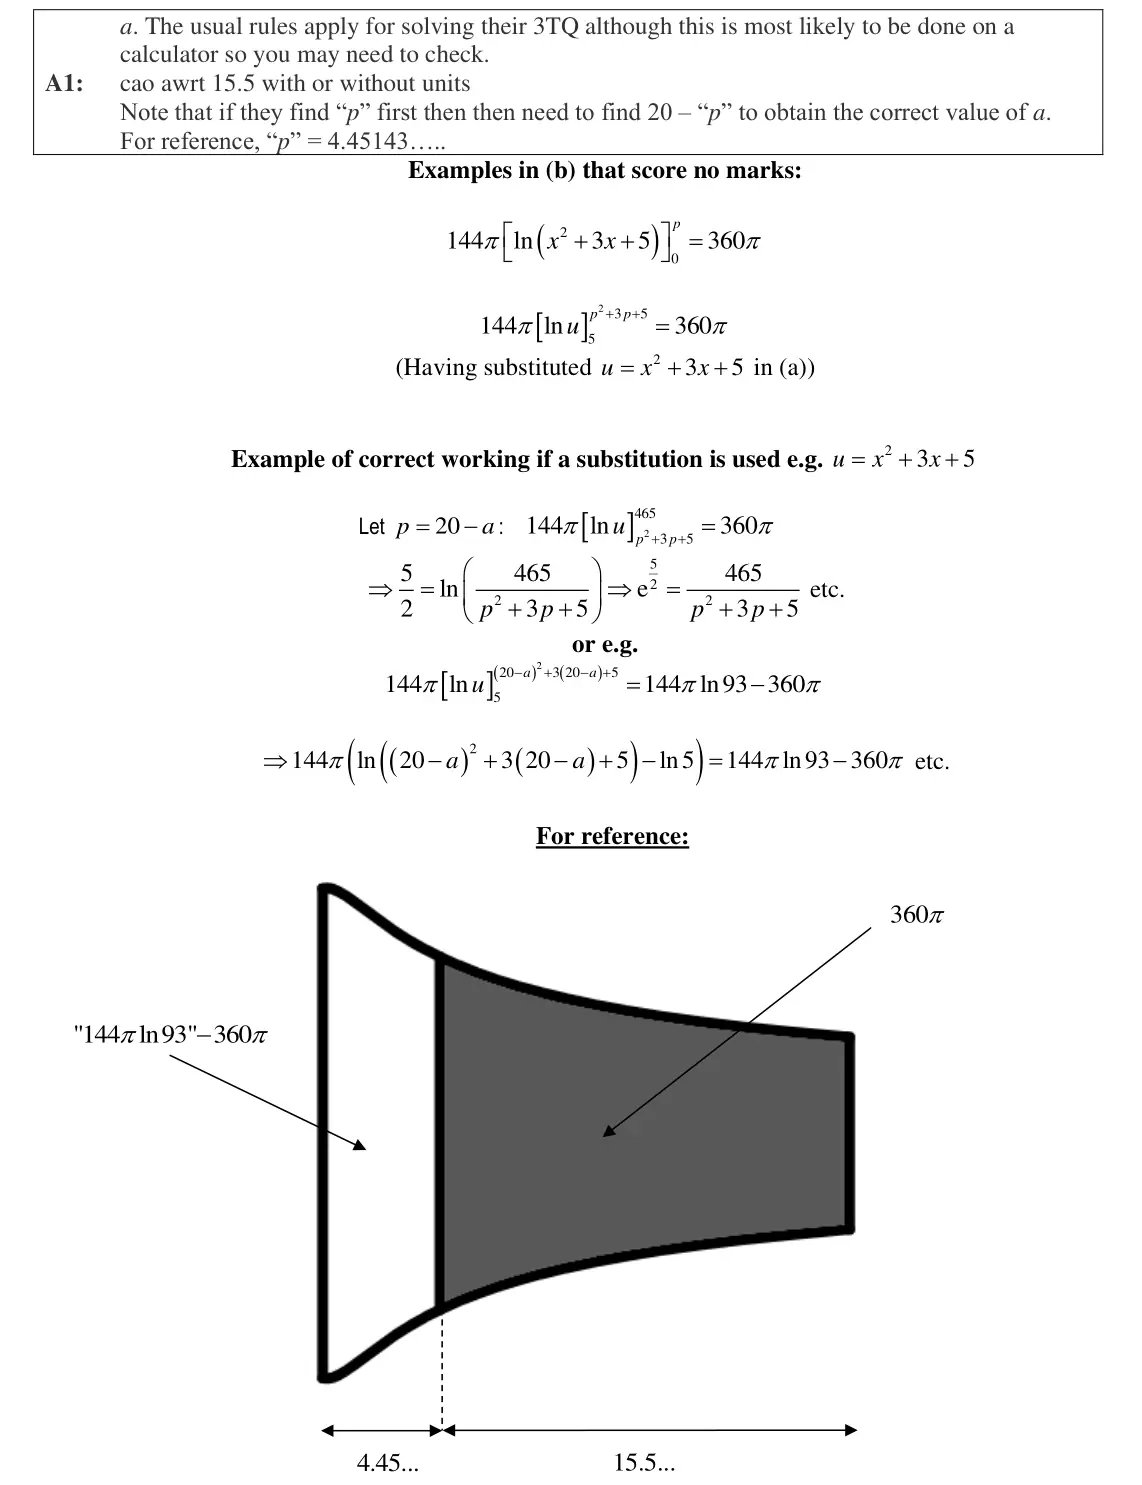 a. The usual rules apply for solving their 3TQ although this is most likely to be done on a
calculator so you may need to check.
A1: cao awrt 15.5 with or without units
Note that if they find “p” first then then need to find 20 – “p” to obtain the correct value of a.
For reference, “p” = 4.45143…..
Examples in (b) that score no marks:
144π[ln(x² + 3x + 5)]₀ᵖ = 360π
144π[ln u]_5^{p²+3p+5} = 360π
(Having substituted u = x² + 3x + 5 in (a))
Example of correct working if a substitution is used e.g. u = x² + 3x + 5
Let p = 20 − a : 144π[ln u]_{p²+3p+5}^{465} = 360π
⇒ 5/2 = ln(465/(p² + 3p + 5)) ⇒ e^{5/2} = 465/(p² + 3p + 5) etc.
or e.g.
144π[ln u]_5^{(20−a)²+3(20−a)+5} = 144π ln 93 − 360π
⇒ 144π(ln((20 − a)² + 3(20 − a) + 5) − ln 5) = 144π ln 93 − 360π etc.
For reference:
360π
"144π ln 93" − 360π
4.45...
15.5...